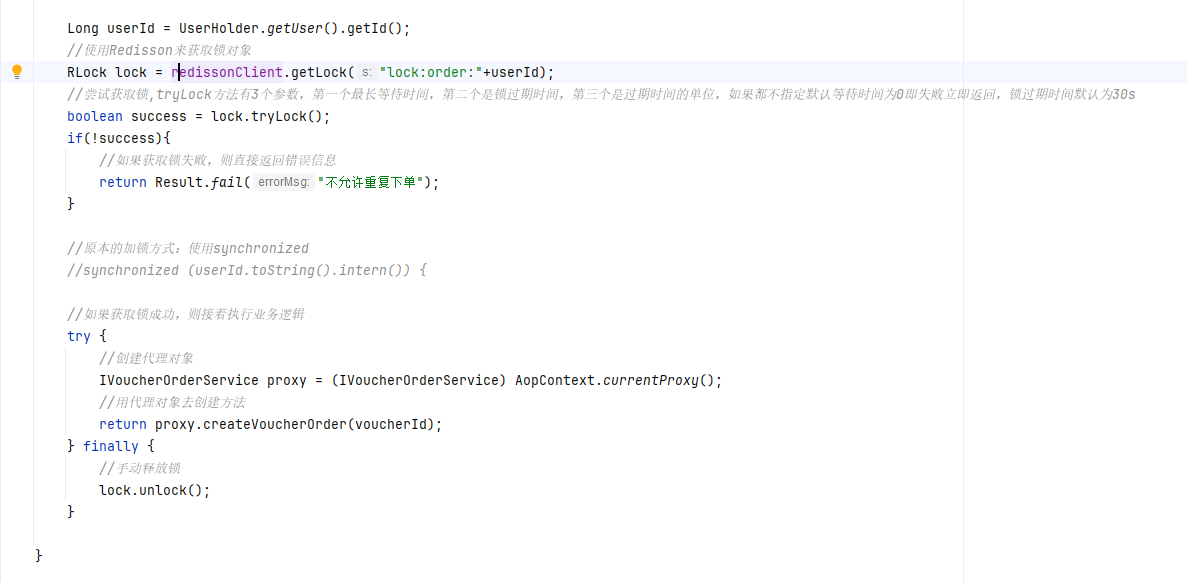 Long userId = UserHolder.getUser().getId();
//使用Redisson来获取锁对象
RLock lock = redissonClient.getLock( s: "lock:order:"+userId);
//尝试获取锁,tryLock方法有3个参数，第一个最长等待时间，第二个是锁过期时间，第三个是过期时间的单位，如果都不指定默认等待时间为0即失败立即返回，锁过期时间默认为30s
boolean success = lock.tryLock();
if(!success){
//如果获取锁失败，则直接返回错误信息
return Result.fail( errorMsg: "不允许重复下单");
}
//原本的加锁方式：使用synchronized
//synchronized (userId.toString().intern()) {
//如果获取锁成功，则接着执行业务逻辑
try {
//创建代理对象
IVoucherOrderService proxy = (IVoucherOrderService) AopContext.currentProxy();
//用代理对象去创建方法
return proxy.createVoucherOrder(voucherId);
} finally {
//手动释放锁
lock.unlock();
}
}